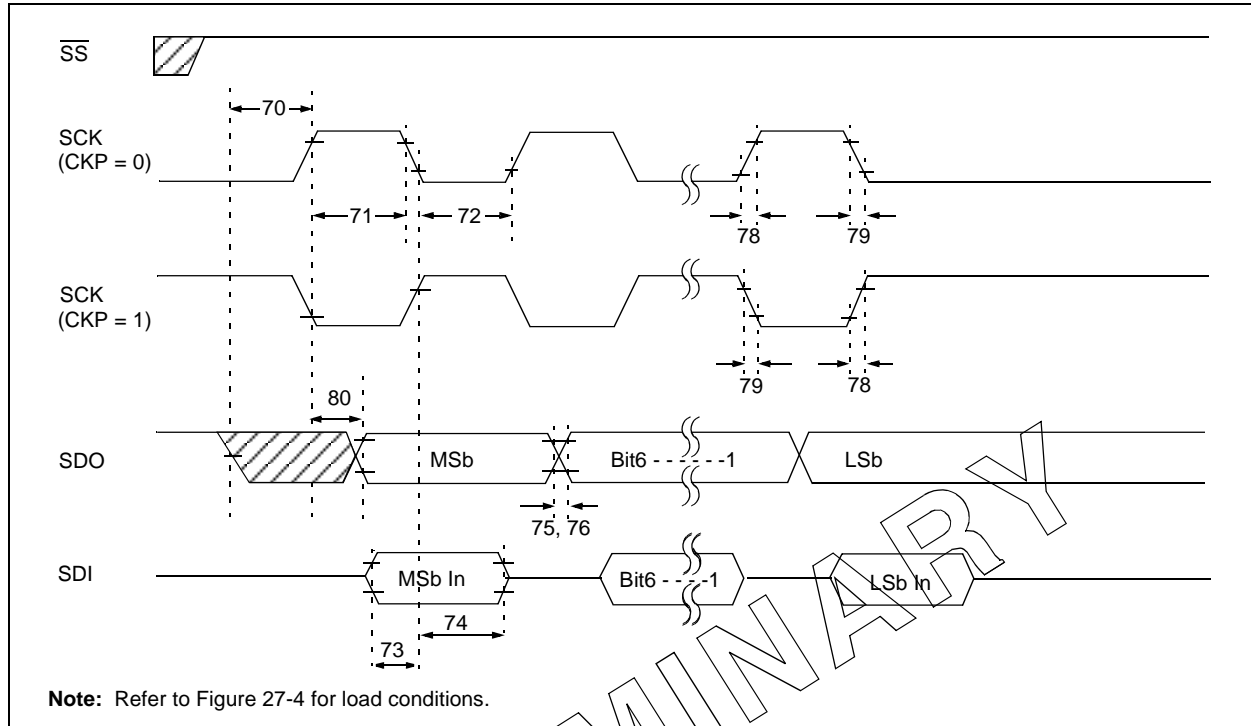 SS
70
SCK
(CKP = 0)
71
72
78
79
SCK
(CKP = 1)
79
78
80
SDO
MSb
Bit6 - - - - - -1
LSb
75, 76
SDI
MSb In
Bit6 - - - -1
LSb In
74
73
Note: Refer to Figure 27-4 for load conditions.
MINARY